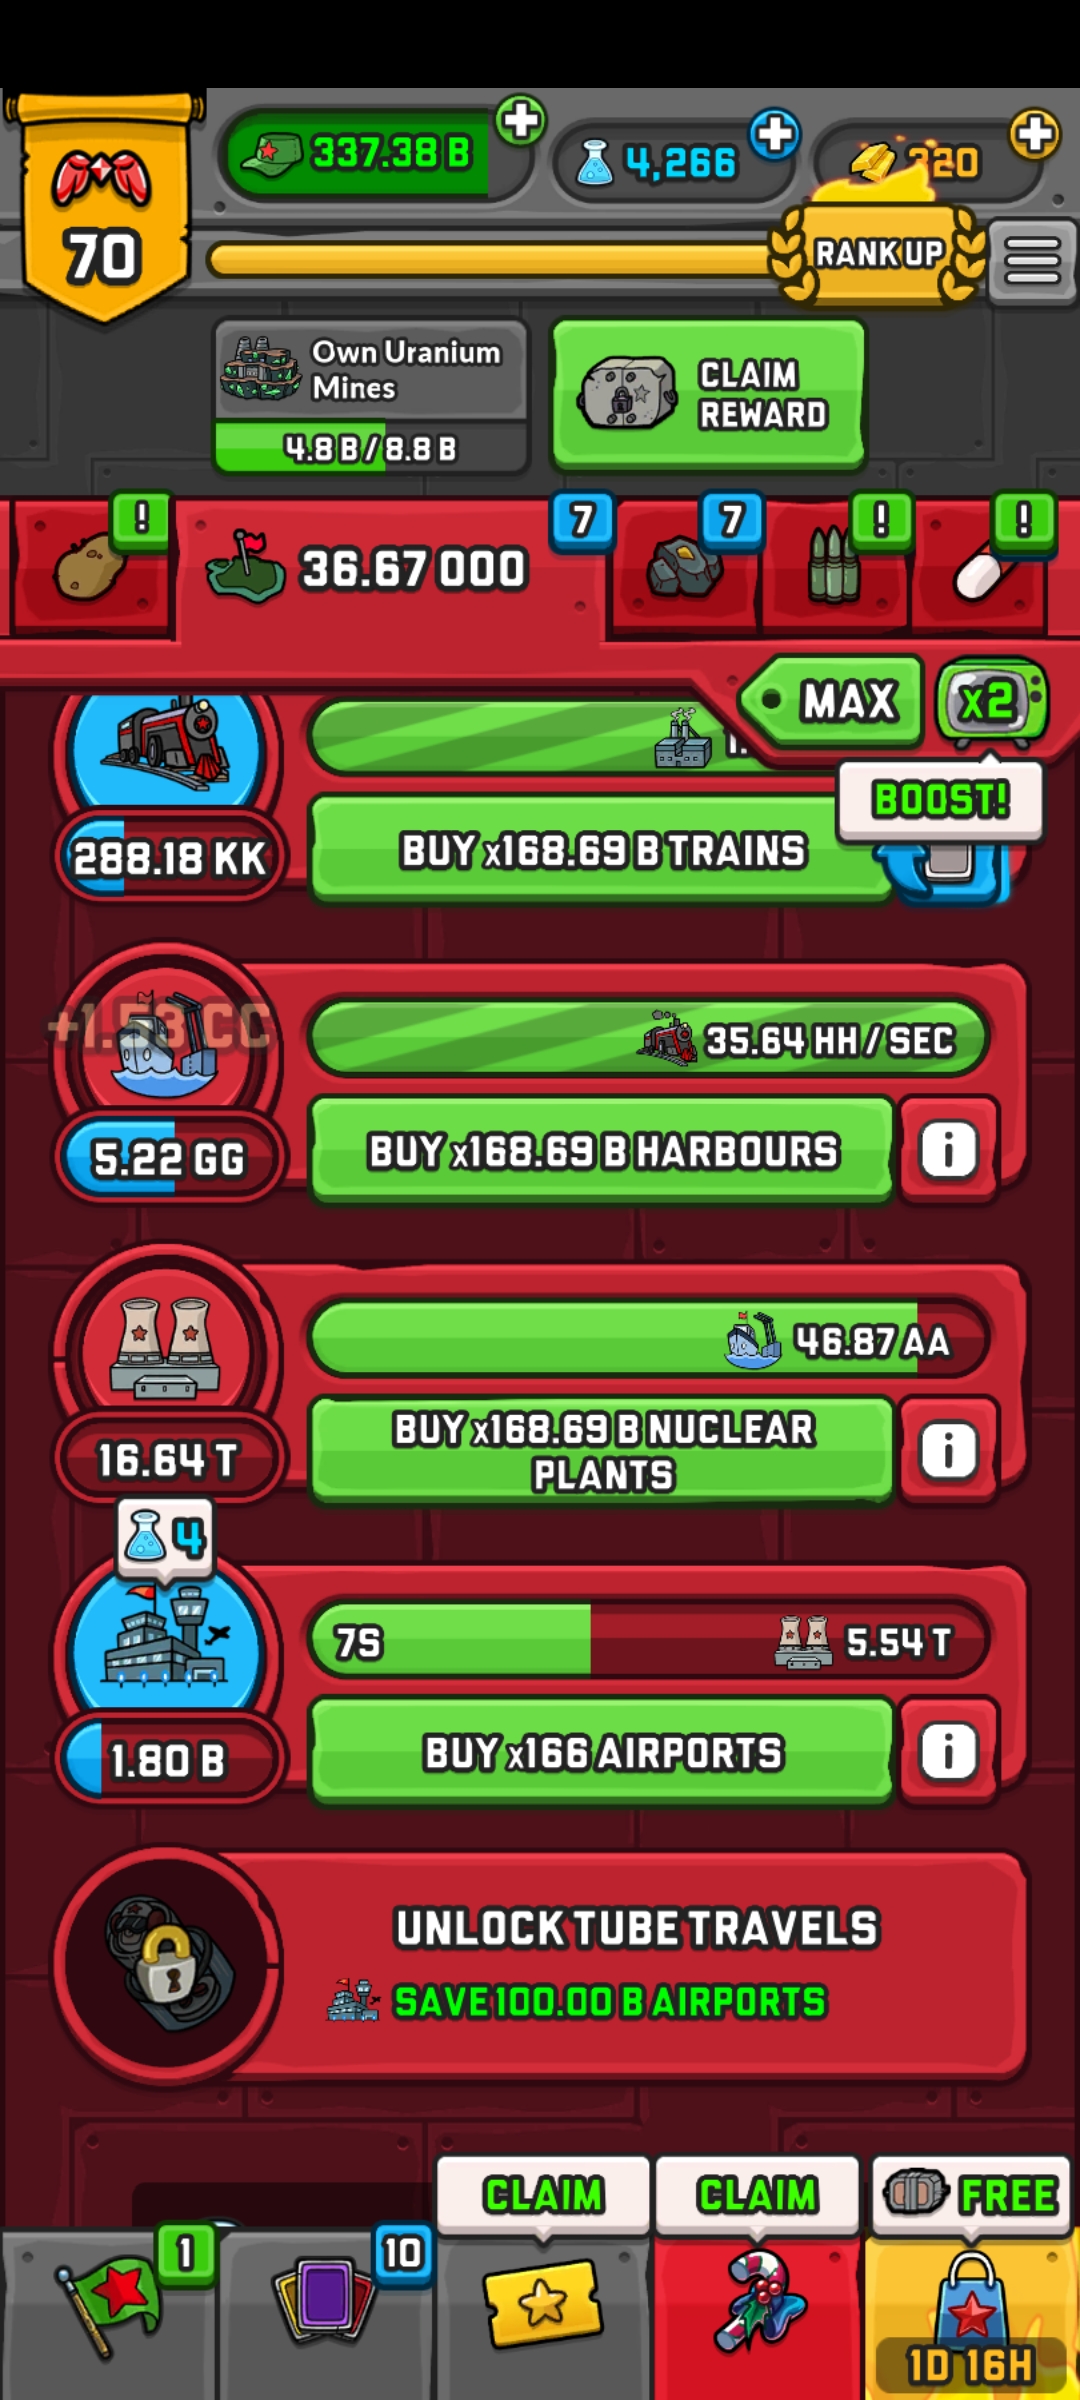 337.38 B
4,266
320
70
RANK UP
Own Uranium
Mines
4.8 B / 8.8 B
CLAIM
REWARD
!
36.67 000
7
7
!
!
MAX
x2
BOOST!
288.18 KK
BUY x168.69 B TRAINS
+1.53 CC
35.64 HH / SEC
5.22 GG
BUY x168.69 B HARBOURS
i
46.87 AA
16.64 T
BUY x168.69 B NUCLEAR
PLANTS
i
4
7S
5.54 T
1.80 B
BUY x166 AIRPORTS
i
UNLOCK TUBE TRAVELS
SAVE 100.00 B AIRPORTS
CLAIM
CLAIM
FREE
1
10
1D 16H